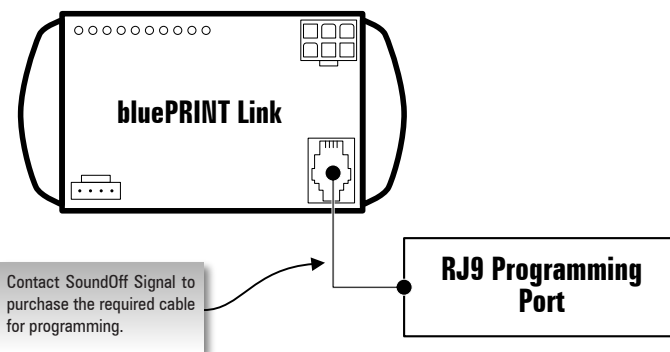 bluePRINT Link
Contact SoundOff Signal to
purchase the required cable
for programming.
RJ9 Programming
Port